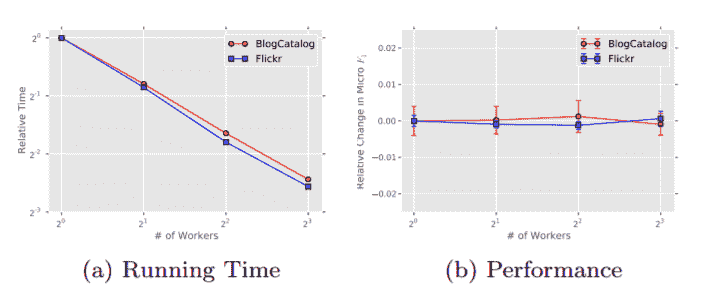 2^0
2^-1
2^-2
2^-3
Relative Time
BlogCatalog
Flickr
2^0 2^1 2^2 2^3
# of Workers
(a) Running Time
0.02
0.01
0.00
−0.01
−0.02
Relative Change in Micro F₁
BlogCatalog
Flickr
2^0 2^1 2^1 2^3
# of Workers
(b) Performance